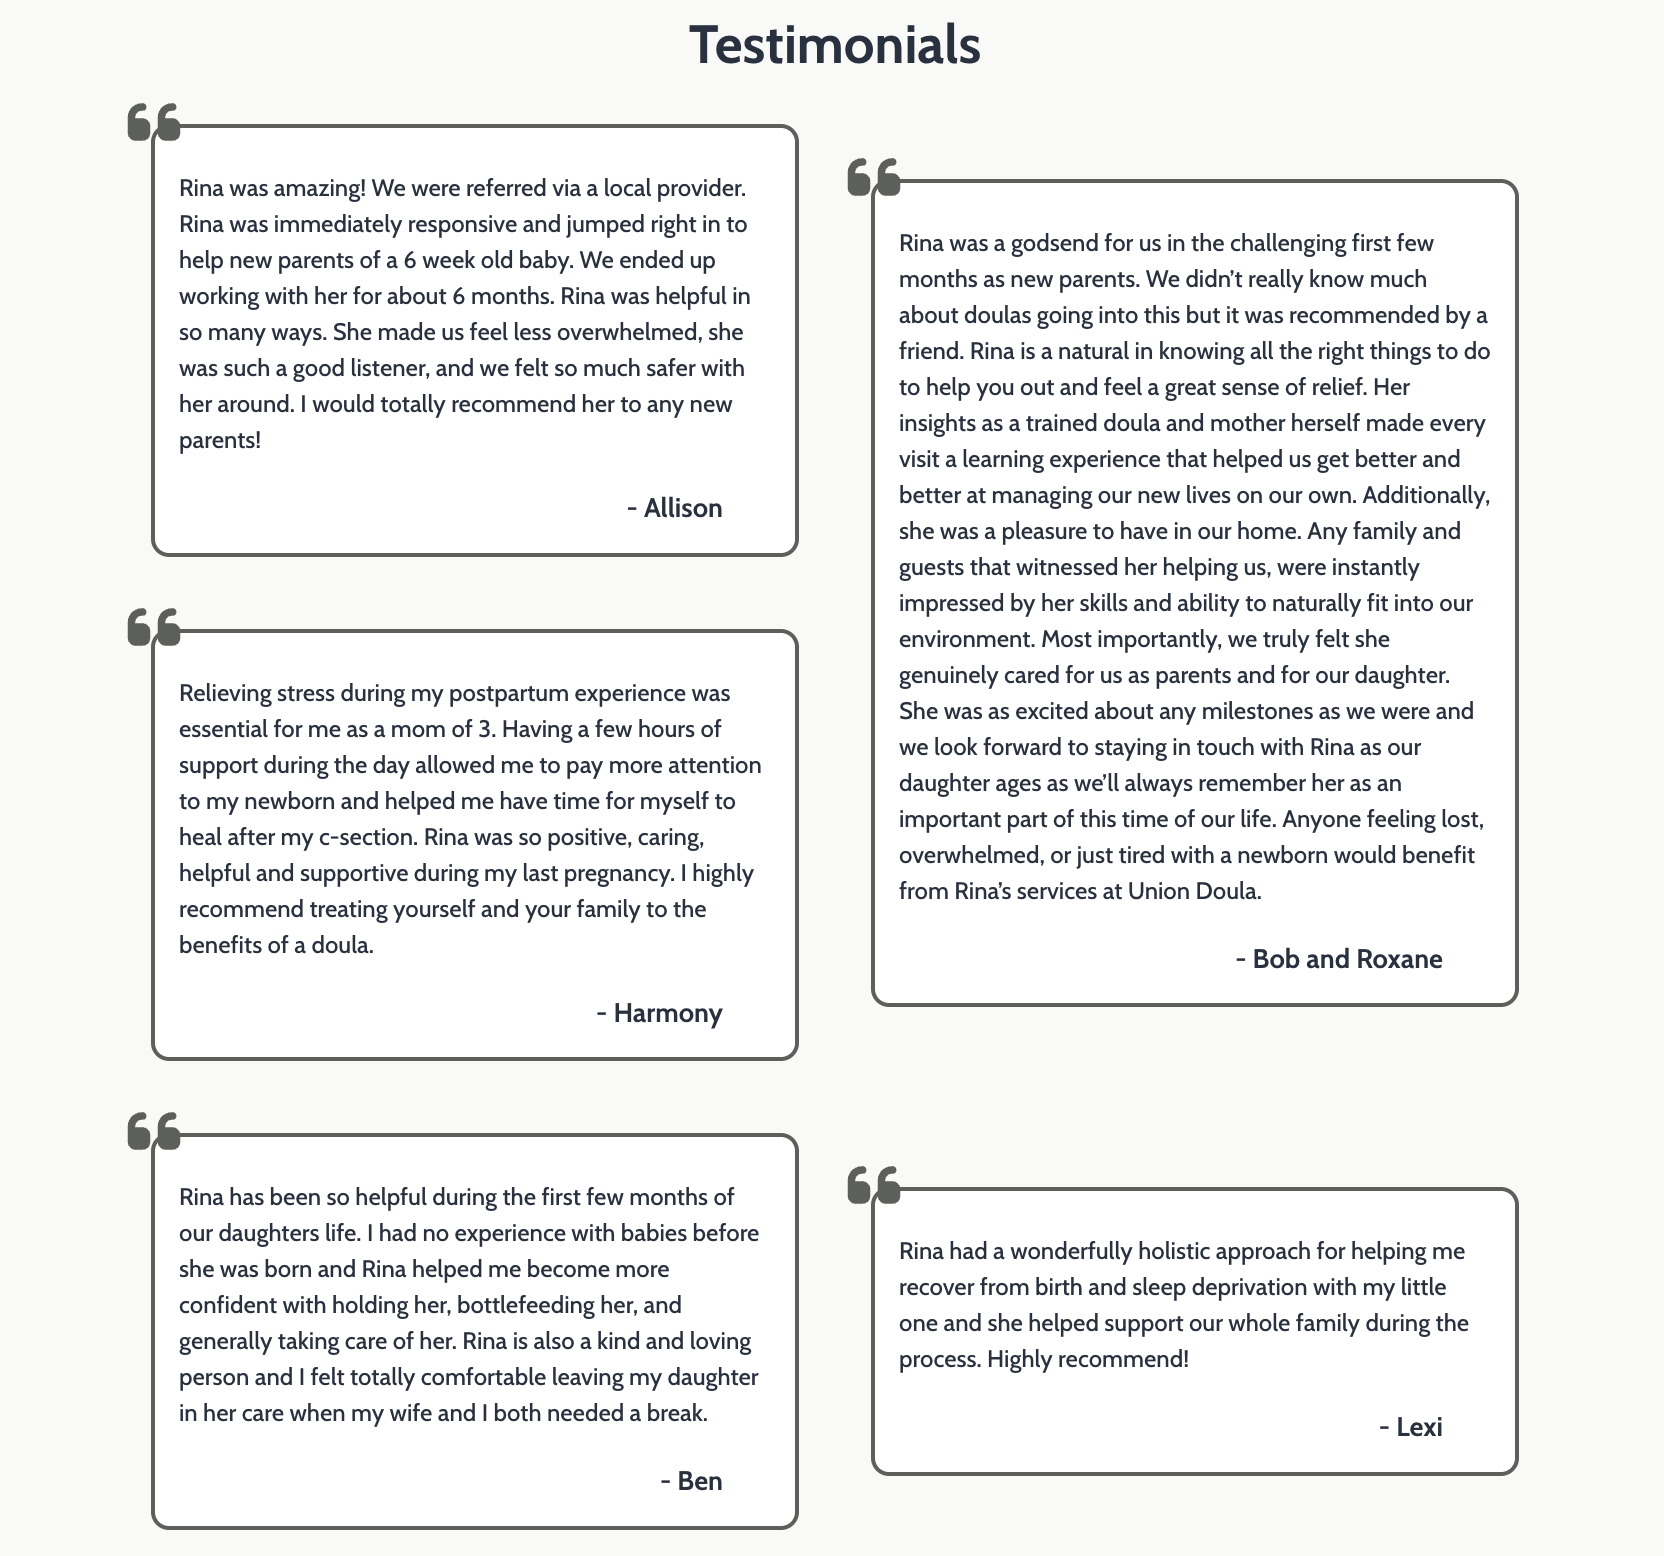 Testimonials
Rina was amazing! We were referred via a local provider.
Rina was immediately responsive and jumped right in to
help new parents of a 6 week old baby. We ended up
working with her for about 6 months. Rina was helpful in
so many ways. She made us feel less overwhelmed, she
was such a good listener, and we felt so much safer with
her around. I would totally recommend her to any new
parents!
- Allison
Rina was a godsend for us in the challenging first few
months as new parents. We didn’t really know much
about doulas going into this but it was recommended by a
friend. Rina is a natural in knowing all the right things to do
to help you out and feel a great sense of relief. Her
insights as a trained doula and mother herself made every
visit a learning experience that helped us get better and
better at managing our new lives on our own. Additionally,
she was a pleasure to have in our home. Any family and
guests that witnessed her helping us, were instantly
impressed by her skills and ability to naturally fit into our
environment. Most importantly, we truly felt she
genuinely cared for us as parents and for our daughter.
She was as excited about any milestones as we were and
we look forward to staying in touch with Rina as our
daughter ages as we’ll always remember her as an
important part of this time of our life. Anyone feeling lost,
overwhelmed, or just tired with a newborn would benefit
from Rina’s services at Union Doula.
- Bob and Roxane
Relieving stress during my postpartum experience was
essential for me as a mom of 3. Having a few hours of
support during the day allowed me to pay more attention
to my newborn and helped me have time for myself to
heal after my c-section. Rina was so positive, caring,
helpful and supportive during my last pregnancy. I highly
recommend treating yourself and your family to the
benefits of a doula.
- Harmony
Rina has been so helpful during the first few months of
our daughters life. I had no experience with babies before
she was born and Rina helped me become more
confident with holding her, bottlefeeding her, and
generally taking care of her. Rina is also a kind and loving
person and I felt totally comfortable leaving my daughter
in her care when my wife and I both needed a break.
- Ben
Rina had a wonderfully holistic approach for helping me
recover from birth and sleep deprivation with my little
one and she helped support our whole family during the
process. Highly recommend!
- Lexi